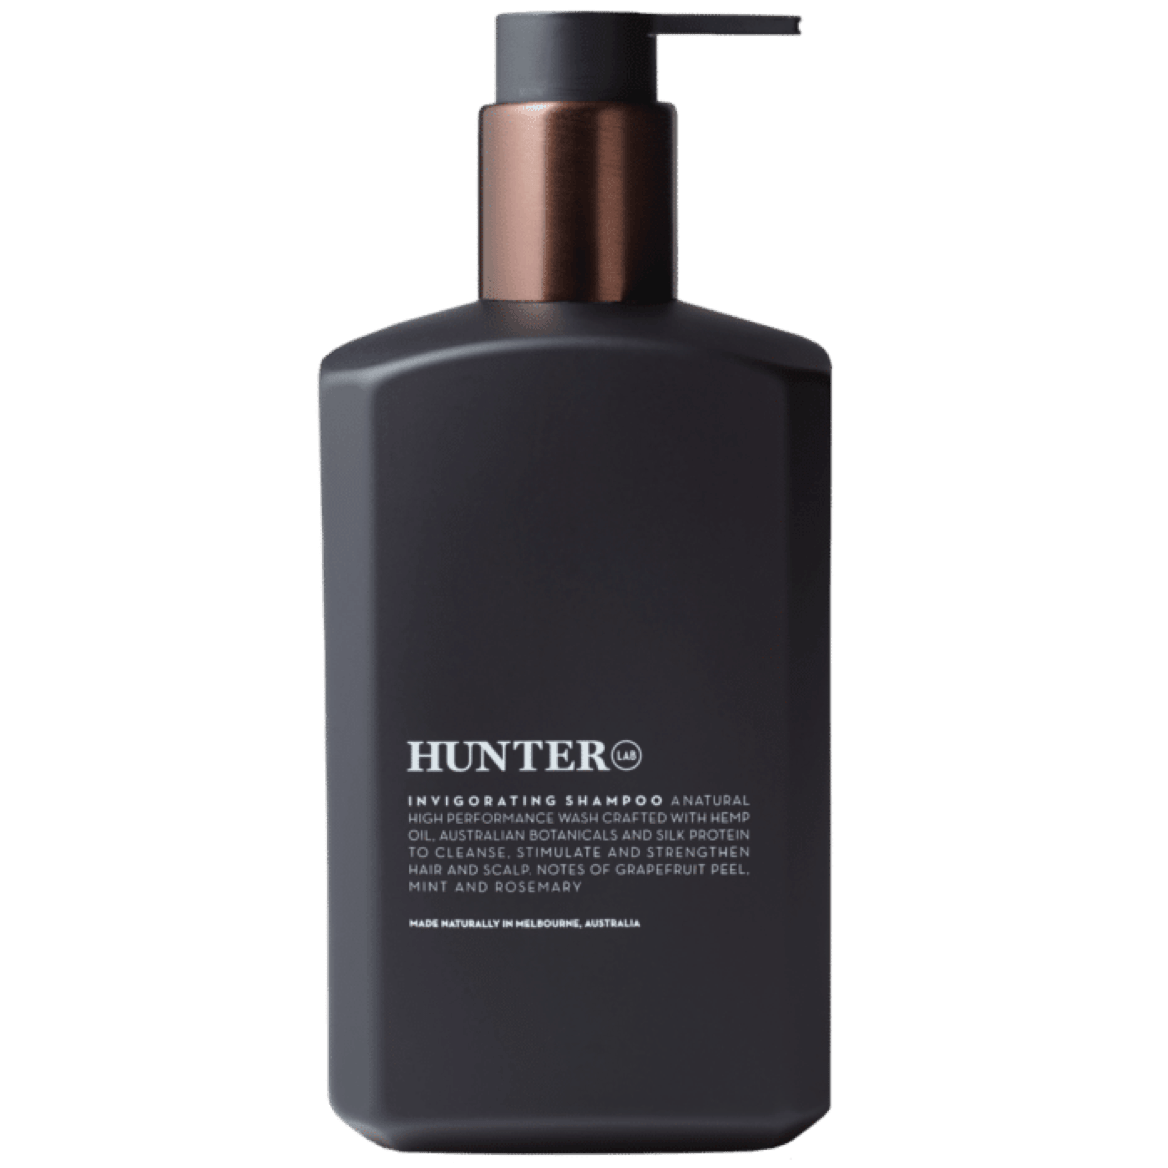 HUNTER LAB
INVIGORATING SHAMPOO A NATURAL
HIGH PERFORMANCE WASH CRAFTED WITH HEMP
OIL, AUSTRALIAN BOTANICALS AND SILK PROTEIN
TO CLEANSE, STIMULATE AND STRENGTHEN
HAIR AND SCALP. NOTES OF GRAPEFRUIT PEEL,
MINT AND ROSEMARY
MADE NATURALLY IN MELBOURNE, AUSTRALIA